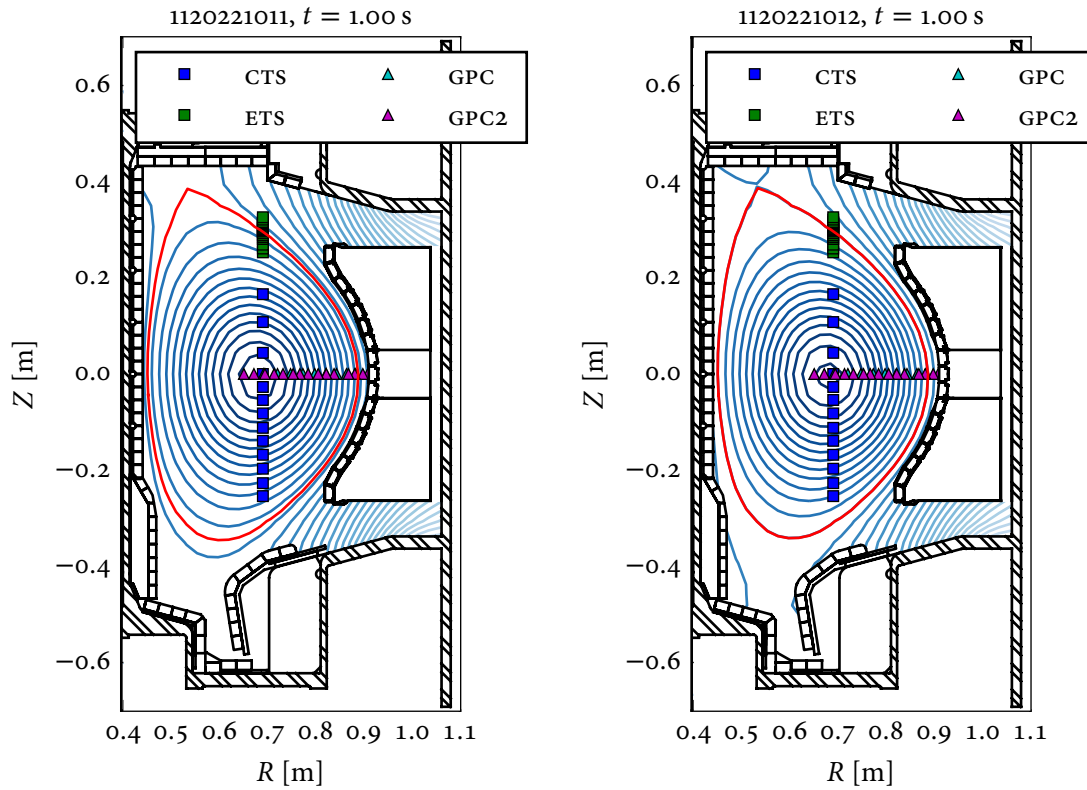 1120221011, t = 1.00 s
CTS
GPC
ETS
GPC2
0.6
0.4
0.2
0.0
−0.2
−0.4
−0.6
Z [m]
0.4 0.5 0.6 0.7 0.8 0.9 1.0 1.1
R [m]
1120221012, t = 1.00 s
CTS
GPC
ETS
GPC2
0.6
0.4
0.2
0.0
−0.2
−0.4
−0.6
Z [m]
0.4 0.5 0.6 0.7 0.8 0.9 1.0 1.1
R [m]